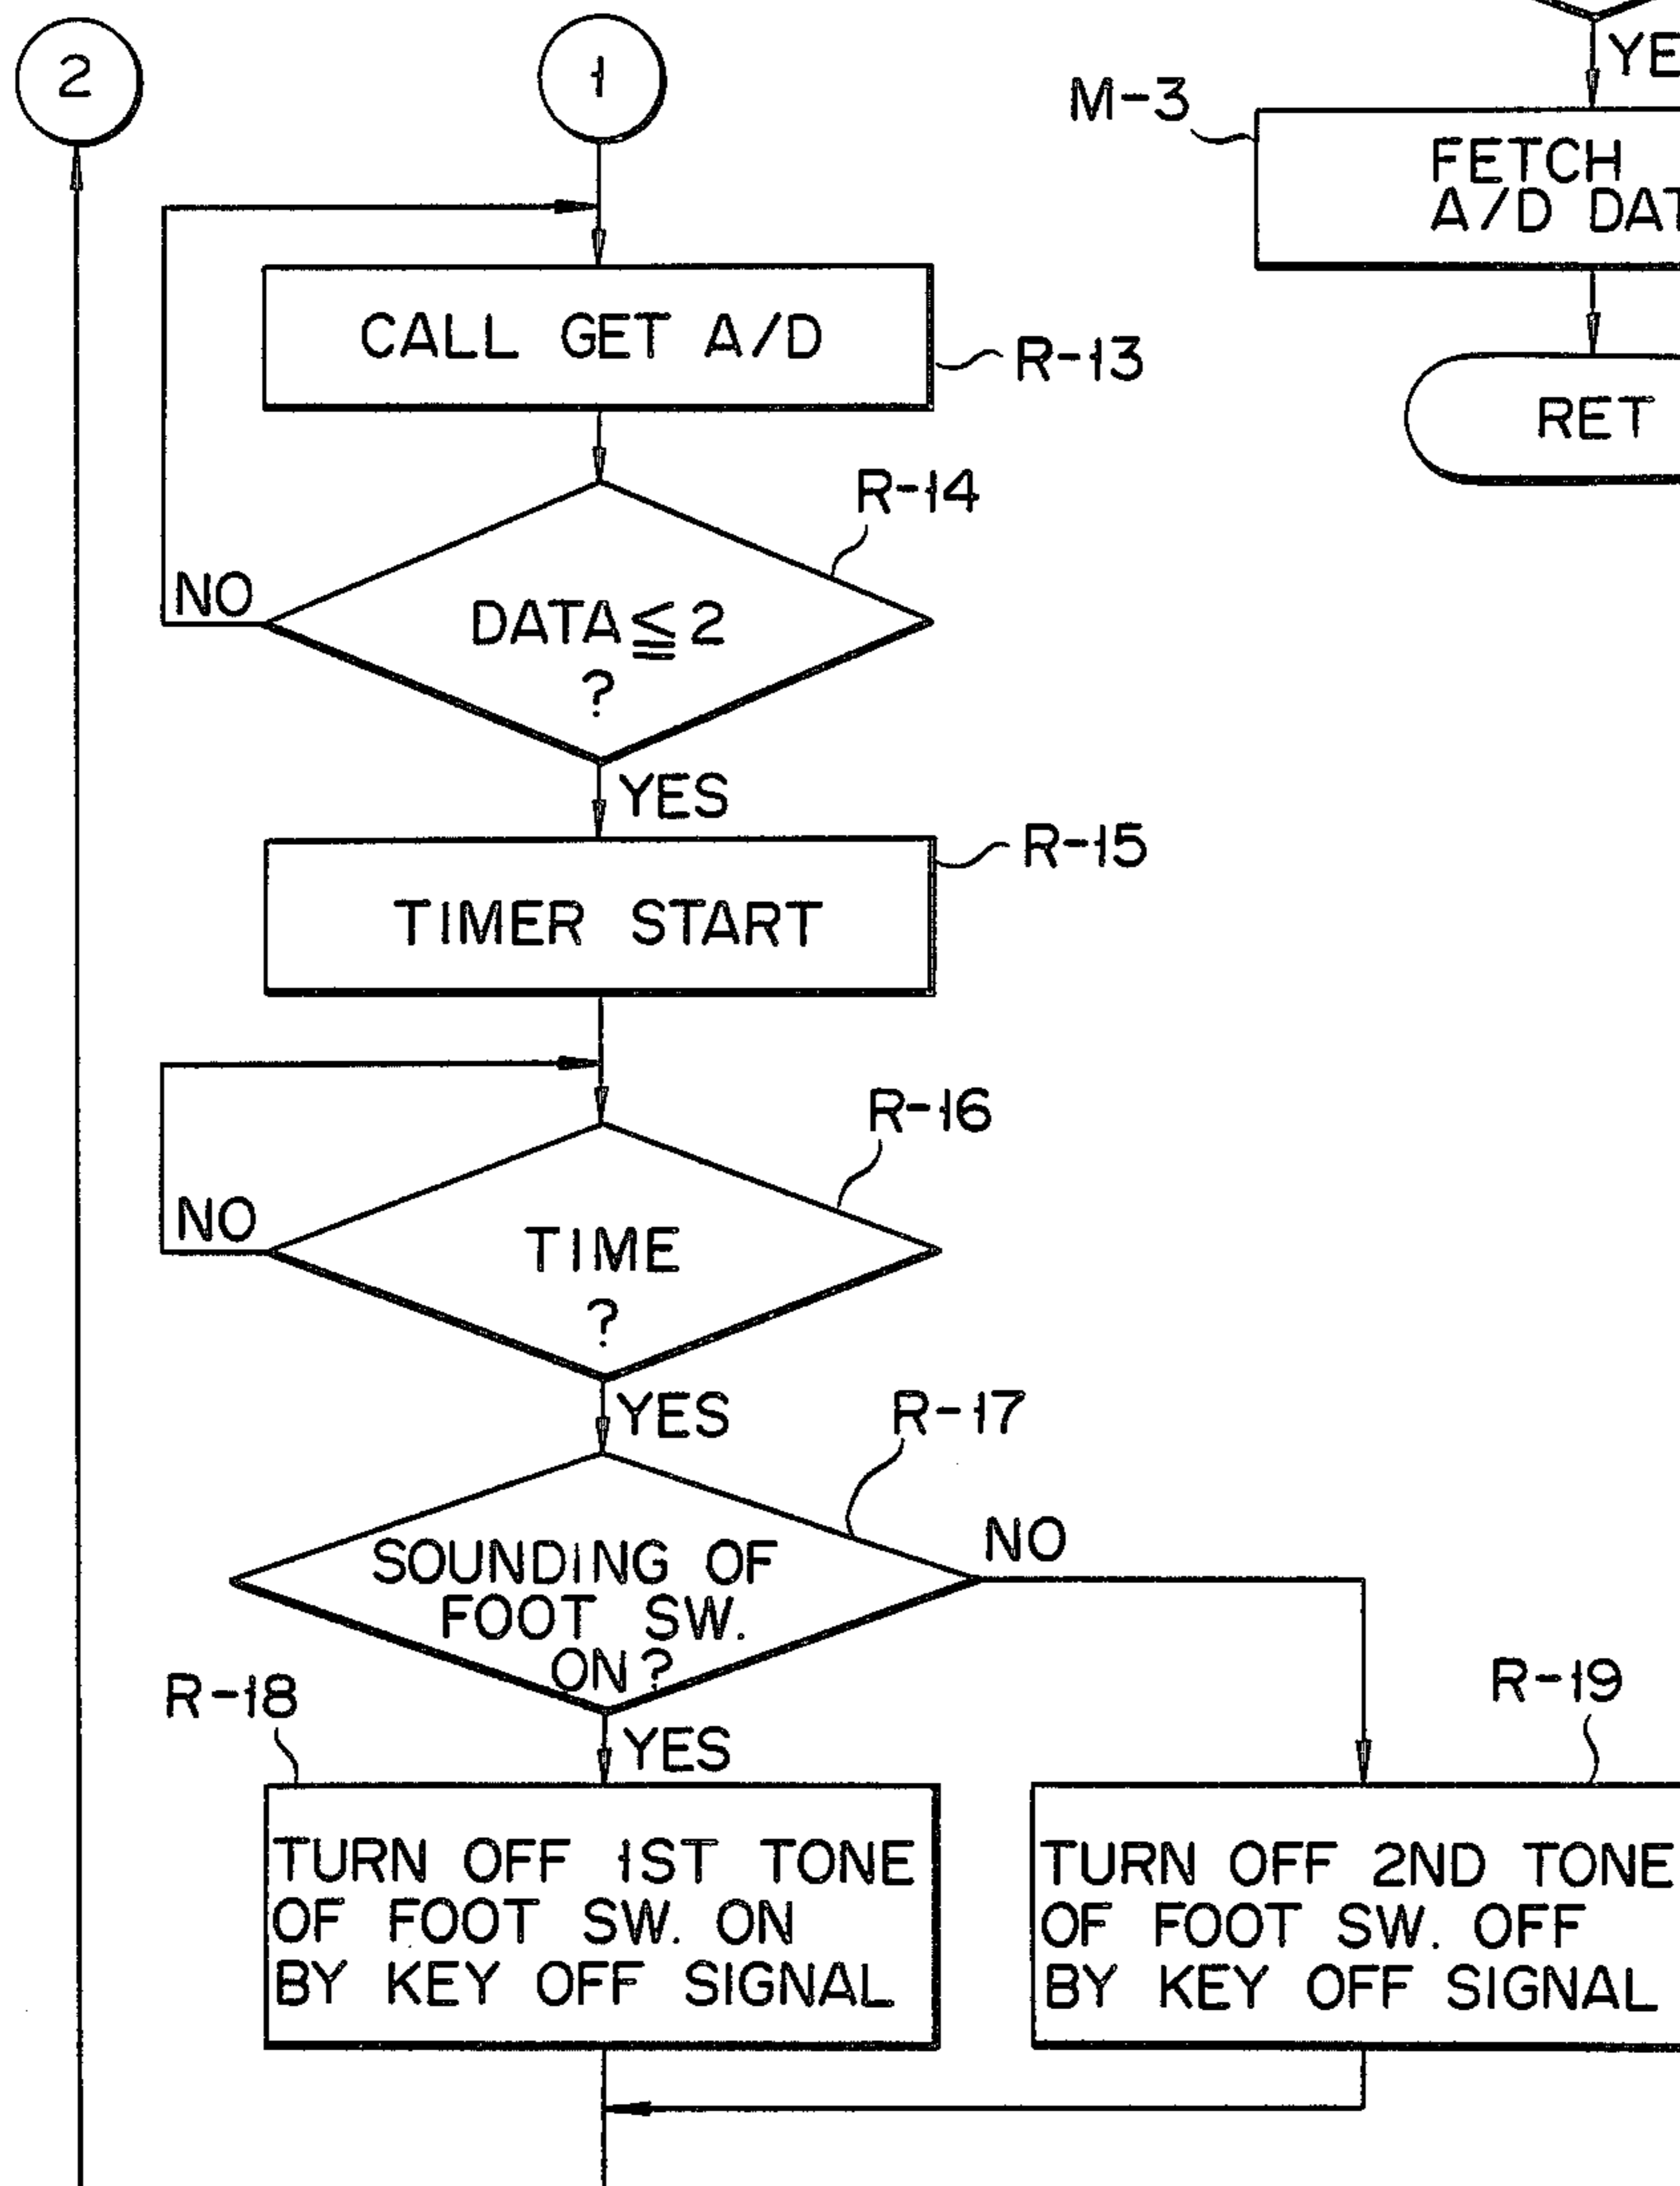 2
1
CALL GET A/D
R-13
R-14
NO
DATA≦2
?
YES
R-15
TIMER START
R-16
NO
TIME
?
YES
R-17
SOUNDING OF
FOOT SW.
ON?
NO
YES
R-18
TURN OFF 1ST TONE
OF FOOT SW. ON
BY KEY OFF SIGNAL
R-19
TURN OFF 2ND TONE
OF FOOT SW. OFF
BY KEY OFF SIGNAL
YE
M-3
FETCH
A/D DAT
RET